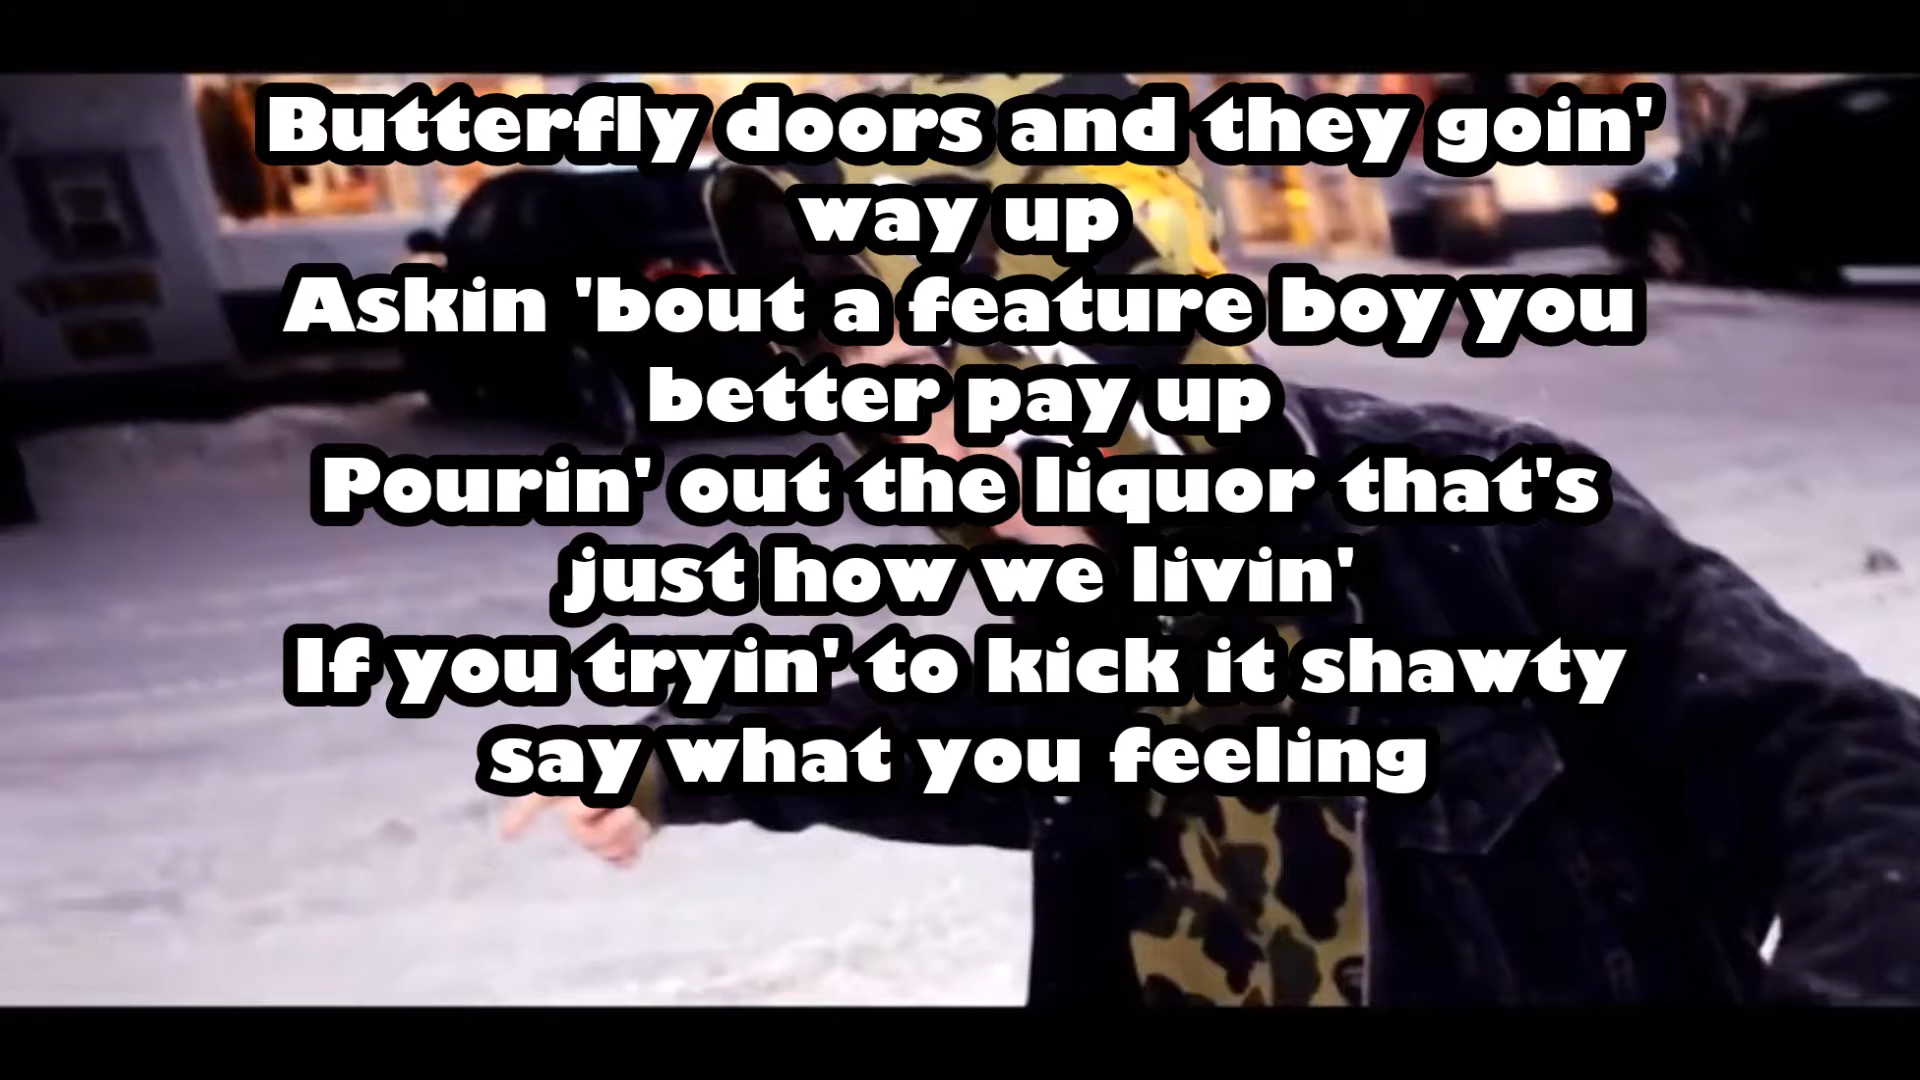 Butterfly doors and they goin'
way up
Askin 'bout a feature boy you
better pay up
Pourin' out the liquor that's
just how we livin'
If you tryin' to kick it shawty
say what you feeling